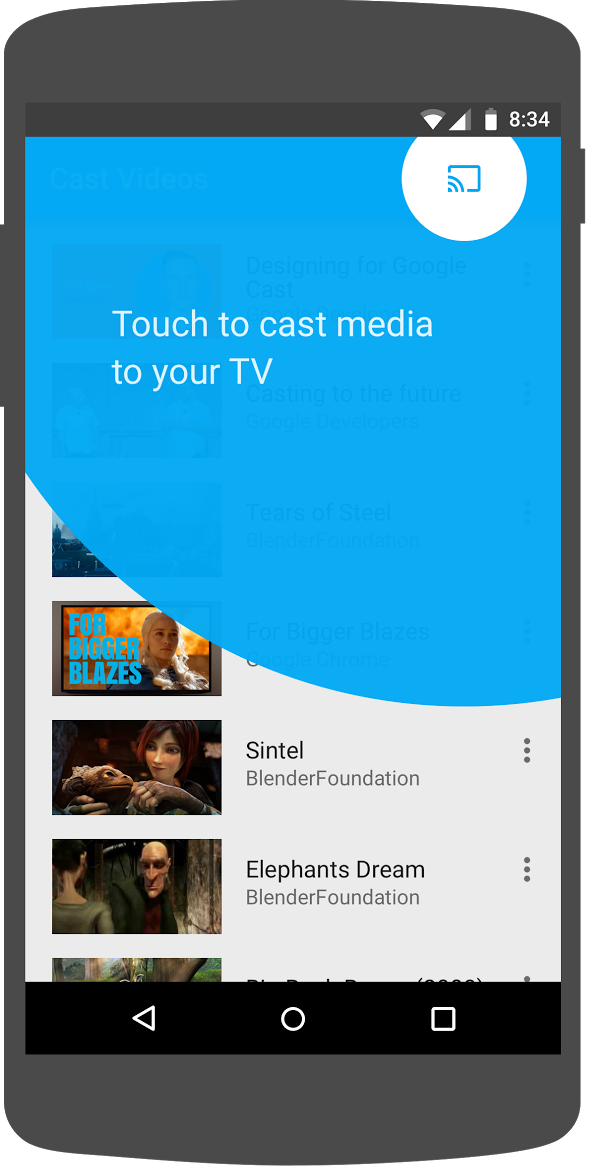 8:34
Cast Videos
Designing for Google
Cast
Touch to cast media
to your TV
Casting to the future
Google Developers
Tears of Steel
BlenderFoundation
FOR
BIGGER
BLAZES
For Bigger Blazes
Google Chrome
Sintel
BlenderFoundation
Elephants Dream
BlenderFoundation